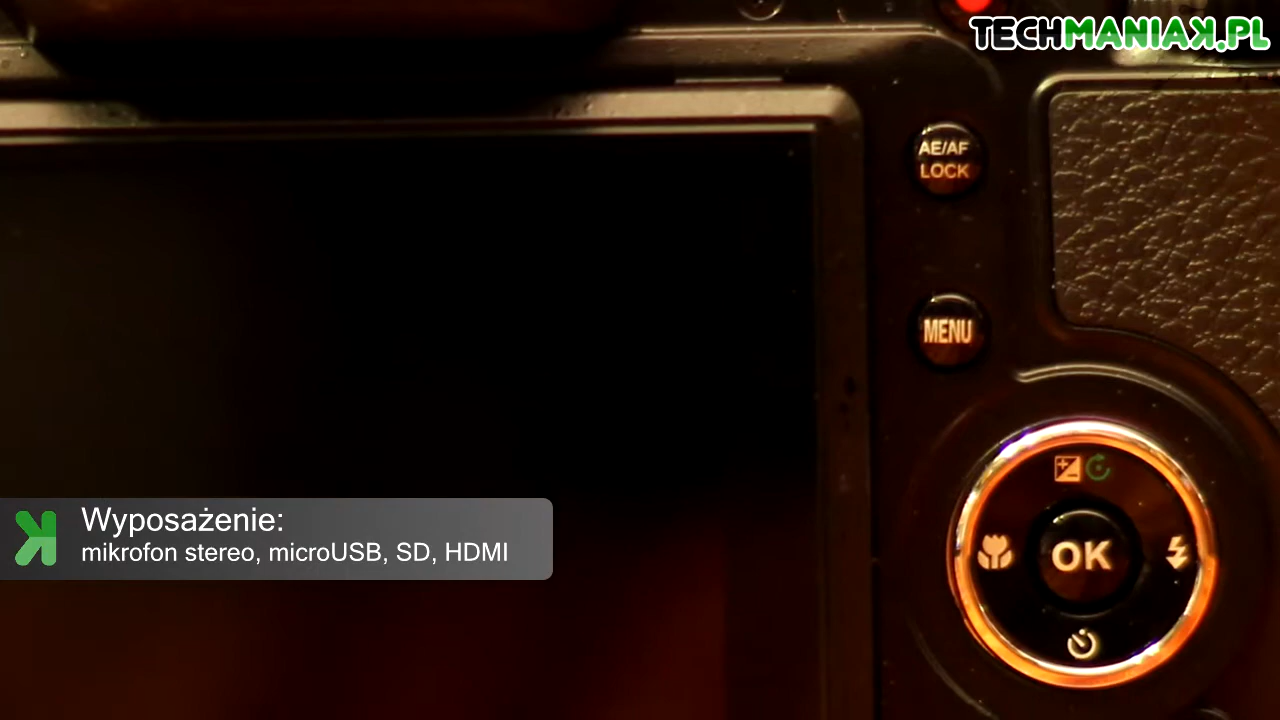 TECHMANIAK.PL
AE/AF
LOCK
MENU
OK
Wyposażenie:
mikrofon stereo, microUSB, SD, HDMI